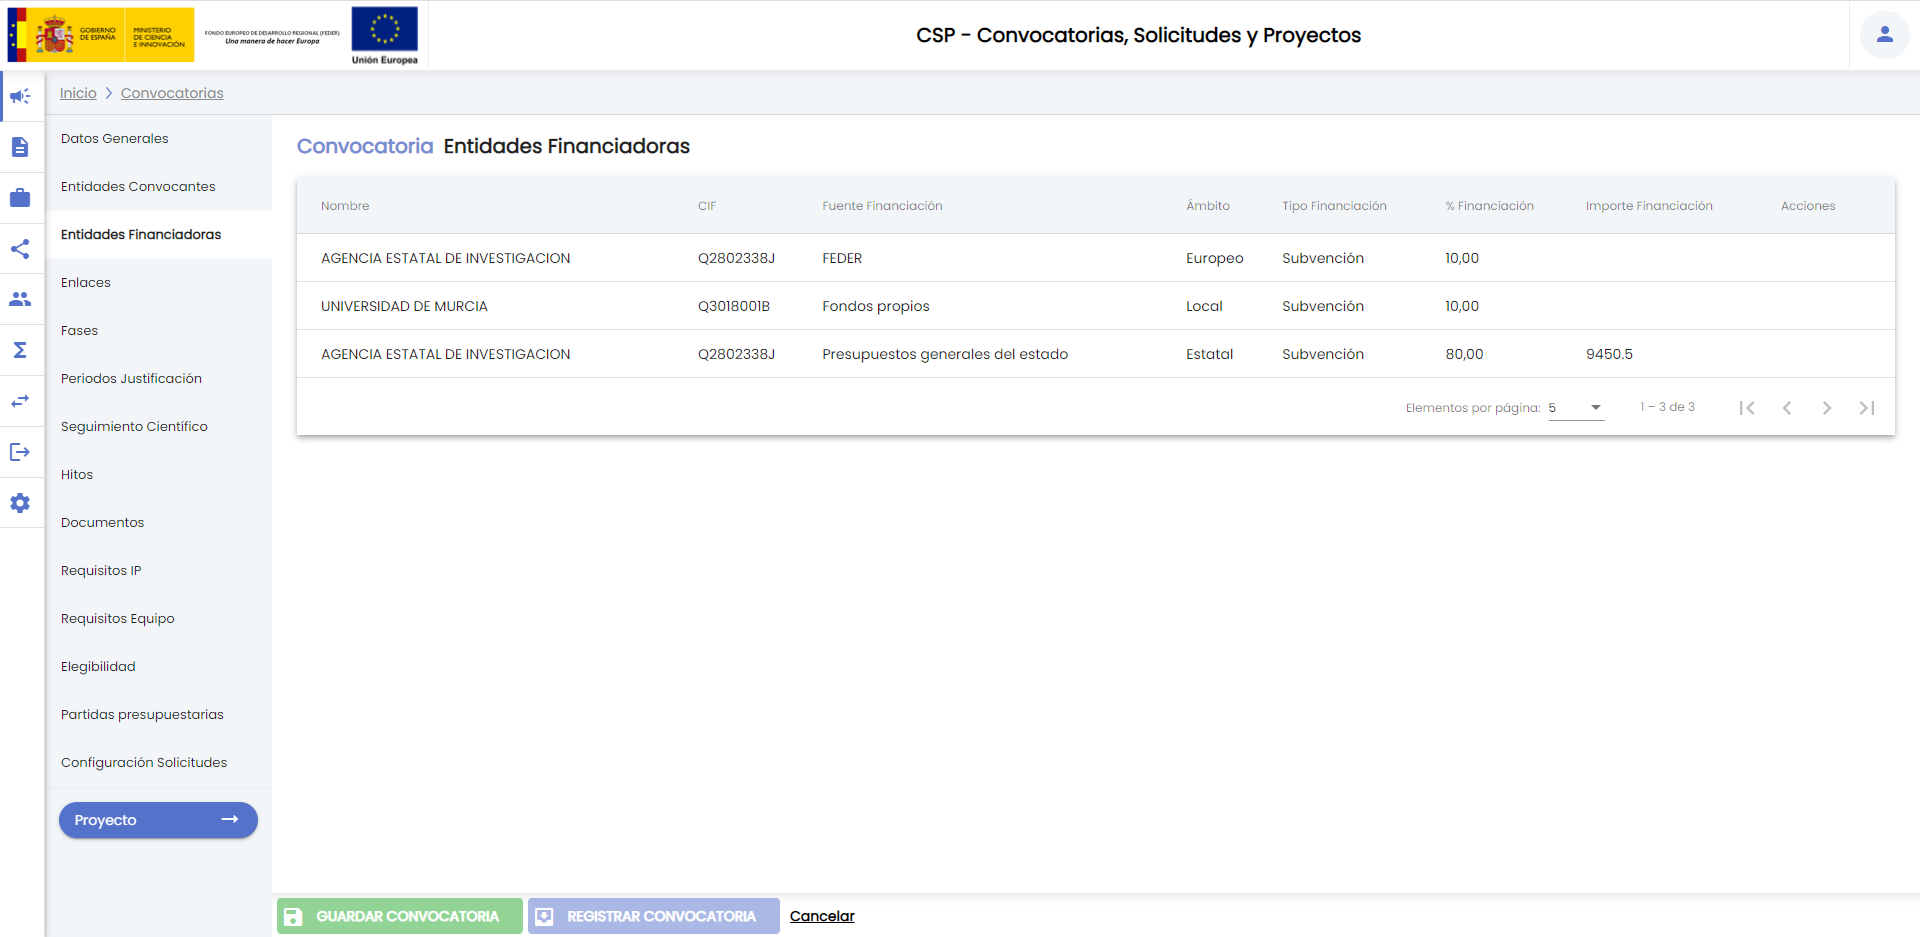 GOBIERNO
DE ESPAÑA
MINISTERIO
DE CIENCIA
E INNOVACIÓN
FONDO EUROPEO DE DESARROLLO REGIONAL (FEDER)
Una manera de hacer Europa
Unión Europea
CSP - Convocatorias, Solicitudes y Proyectos
Inicio Convocatorias
Datos Generales
Entidades Convocantes
Entidades Financiadoras
Enlaces
Fases
Periodos Justificación
Seguimiento Científico
Hitos
Documentos
Requisitos IP
Requisitos Equipo
Elegibilidad
Partidas presupuestarias
Configuración Solicitudes
Proyecto
Convocatoria Entidades Financiadoras
Nombre CIF Fuente Financiación Ámbito Tipo Financiación % Financiación Importe Financiación Acciones
AGENCIA ESTATAL DE INVESTIGACION Q2802338J FEDER Europeo Subvención 10,00
UNIVERSIDAD DE MURCIA Q3018001B Fondos propios Local Subvención 10,00
AGENCIA ESTATAL DE INVESTIGACION Q2802338J Presupuestos generales del estado Estatal Subvención 80,00 9450.5
Elementos por página: 5 1 – 3 de 3
GUARDAR CONVOCATORIA REGISTRAR CONVOCATORIA Cancelar